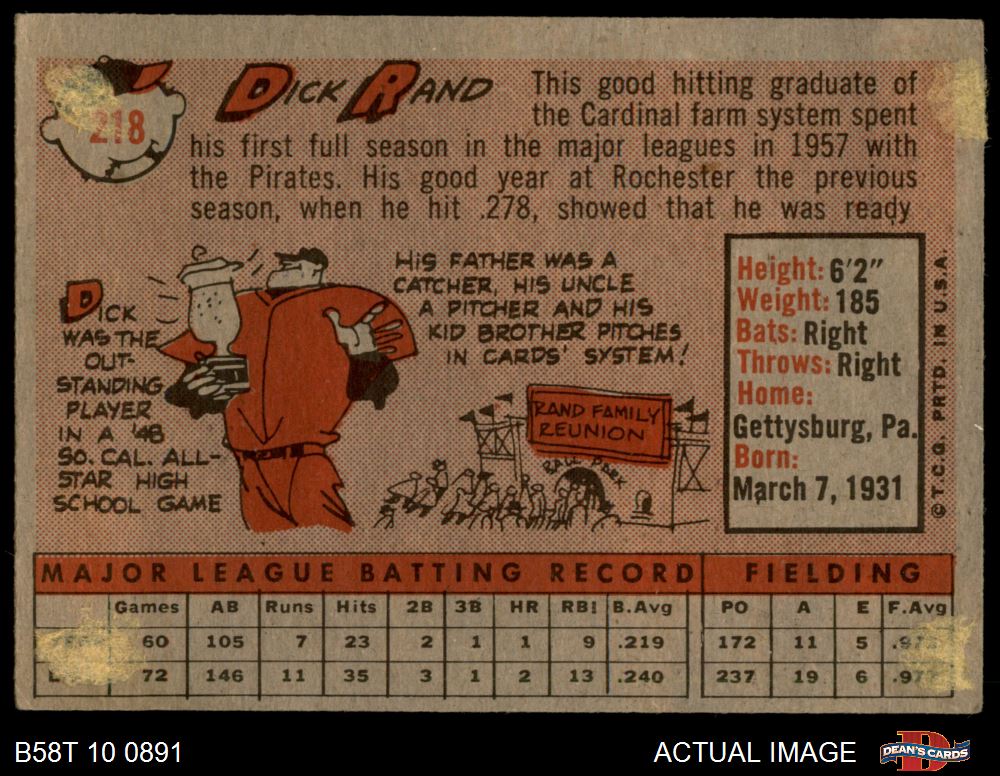 218
DICK RAND
This good hitting graduate of
the Cardinal farm system spent
his first full season in the major leagues in 1957 with
the Pirates. His good year at Rochester the previous
season, when he hit .278, showed that he was ready
DICK
WAS THE
OUT-
STANDING
PLAYER
IN A '48
SO. CAL. ALL-
STAR HIGH
SCHOOL GAME
HIS FATHER WAS A
CATCHER, HIS UNCLE
A PITCHER AND HIS
KID BROTHER PITCHES
IN CARDS' SYSTEM!
RAND FAMILY
REUNION
BALL PARK
Height: 6'2"
Weight: 185
Bats: Right
Throws: Right
Home:
Gettysburg, Pa.
Born:
March 7, 1931
© T.C.G. PRTD. IN U.S.A.
MAJOR LEAGUE BATTING RECORD FIELDING
Games AB Runs Hits 2B 3B HR RBI B.Avg PO A E F.Avg
60 105 7 23 2 1 1 9 .219 172 11 5
72 146 11 35 3 1 2 13 .240 237 19 6 .977
B58T 10 0891
ACTUAL IMAGE
DEAN'S CARDS